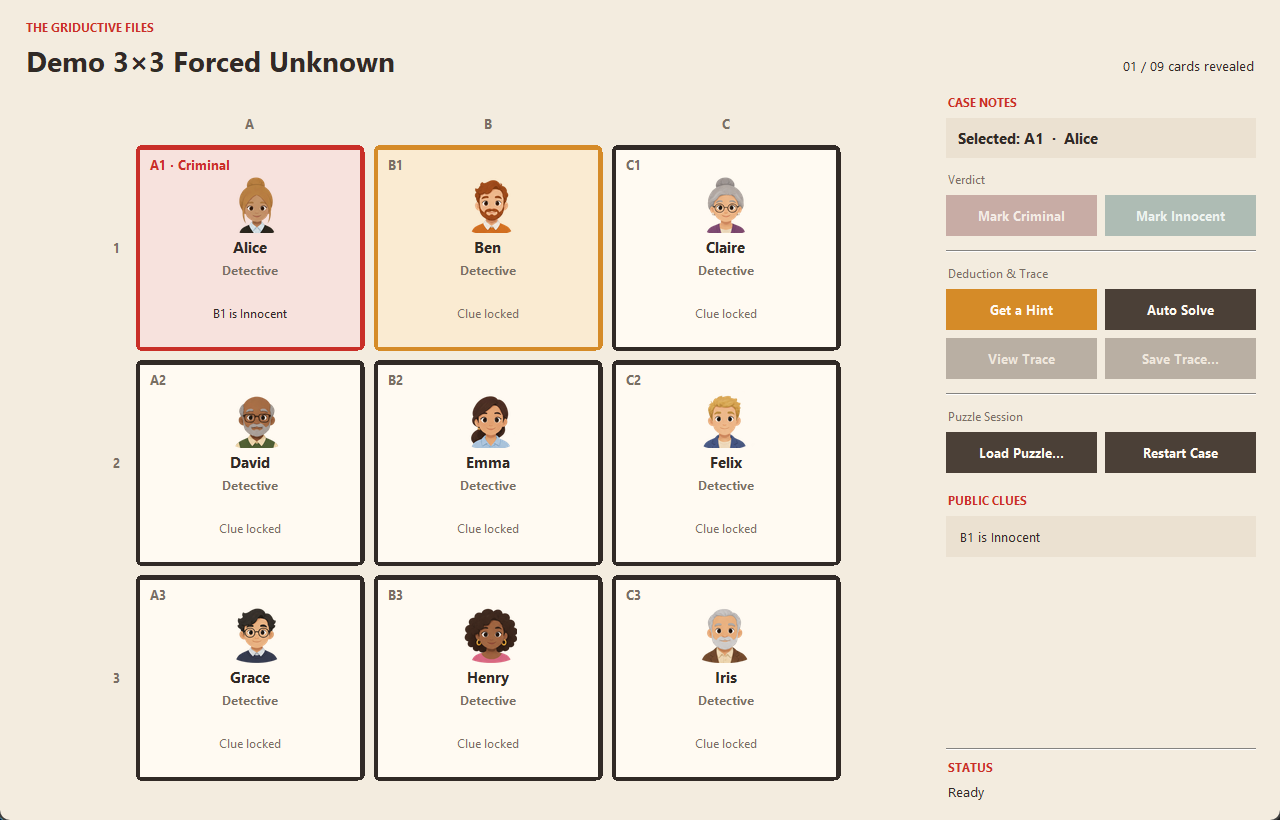 THE GRIDUCTIVE FILES
Demo 3×3 Forced Unknown
01 / 09 cards revealed
A
B
C
1
A1 · Criminal
Alice
Detective
B1 is Innocent
B1
Ben
Detective
Clue locked
C1
Claire
Detective
Clue locked
2
A2
David
Detective
Clue locked
B2
Emma
Detective
Clue locked
C2
Felix
Detective
Clue locked
3
A3
Grace
Detective
Clue locked
B3
Henry
Detective
Clue locked
C3
Iris
Detective
Clue locked
CASE NOTES
Selected: A1 · Alice
Verdict
Mark Criminal
Mark Innocent
Deduction & Trace
Get a Hint
Auto Solve
View Trace
Save Trace...
Puzzle Session
Load Puzzle...
Restart Case
PUBLIC CLUES
B1 is Innocent
STATUS
Ready